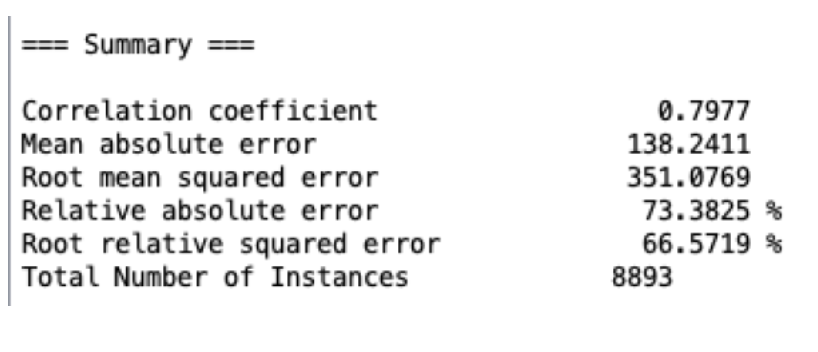 === Summary ===
Correlation coefficient 0.7977
Mean absolute error 138.2411
Root mean squared error 351.0769
Relative absolute error 73.3825 %
Root relative squared error 66.5719 %
Total Number of Instances 8893